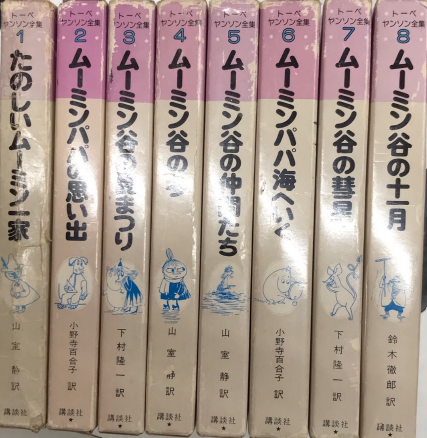 トーベ
ヤンソン全集
1
たのしいムーミン一家
山室静訳
講談社
トーベ
ヤンソン全集
2
ムーミンパパの思い出
小野寺百合子訳
講談社
トーベ
ヤンソン全集
3
ムーミン谷の夏まつり
下村隆一訳
講談社
トーベ
ヤンソン全集
4
ムーミン谷の冬
山室静訳
講談社
トーベ
ヤンソン全集
5
ムーミン谷の仲間たち
山室静訳
講談社
トーベ
ヤンソン全集
6
ムーミンパパ海へいく
小野寺百合子訳
講談社
トーベ
ヤンソン全集
7
ムーミン谷の彗星
下村隆一訳
講談社
トーベ
ヤンソン全集
8
ムーミン谷の十一月
鈴木徹郎訳
講談社